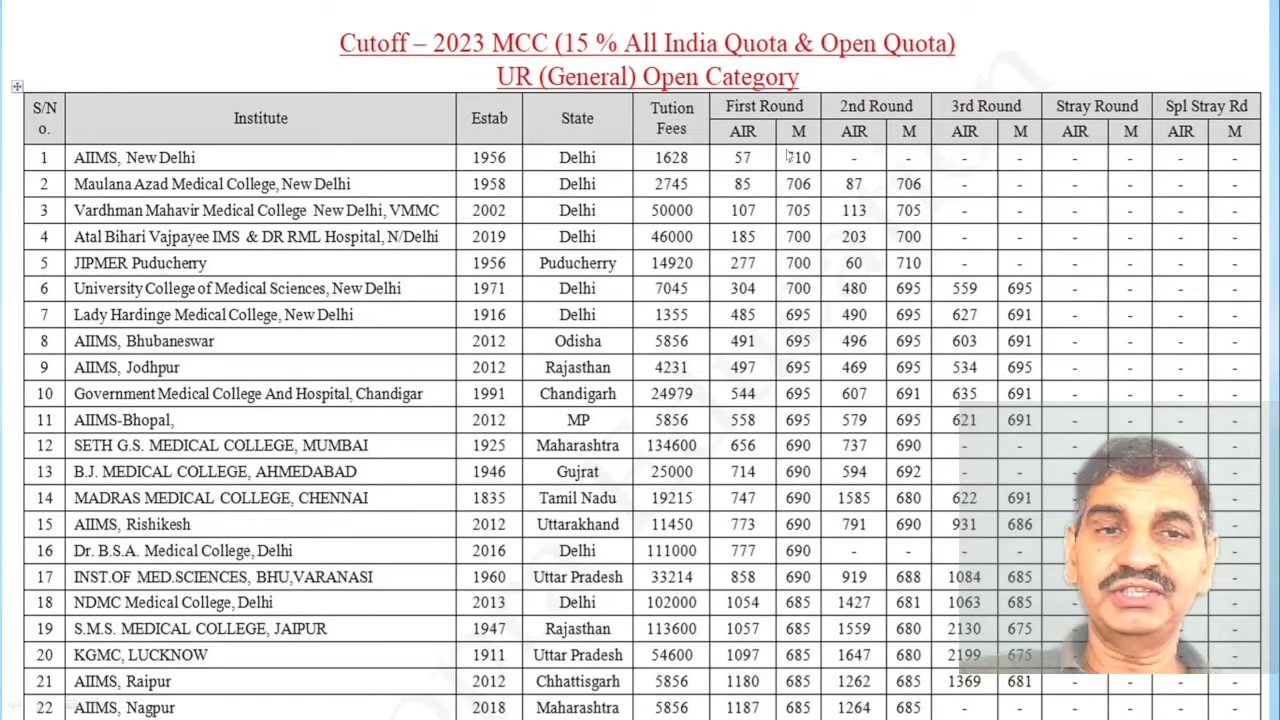 Cutoff – 2023 MCC (15 % All India Quota & Open Quota)
UR (General) Open Category
S/N o. Institute Estab State Tution Fees First Round 2nd Round 3rd Round Stray Round Spl Stray Rd
AIR M AIR M AIR M AIR M AIR M
1 AIIMS, New Delhi 1956 Delhi 1628 57 710 - - - - - - - -
2 Maulana Azad Medical College, New Delhi 1958 Delhi 2745 85 706 87 706 - - - - - -
3 Vardhman Mahavir Medical College New Delhi, VMMC 2002 Delhi 50000 107 705 113 705 - - - - - -
4 Atal Bihari Vajpayee IMS & DR RML Hospital, N/Delhi 2019 Delhi 46000 185 700 203 700 - - - - - -
5 JIPMER Puducherry 1956 Puducherry 14920 277 700 60 710 - - - - - -
6 University College of Medical Sciences, New Delhi 1971 Delhi 7045 304 700 480 695 559 695 - - - -
7 Lady Hardinge Medical College, New Delhi 1916 Delhi 1355 485 695 490 695 627 691 - - - -
8 AIIMS, Bhubaneswar 2012 Odisha 5856 491 695 496 695 603 691 - - - -
9 AIIMS, Jodhpur 2012 Rajasthan 4231 497 695 469 695 534 695 - - - -
10 Government Medical College And Hospital, Chandigar 1991 Chandigarh 24979 544 695 607 691 635 691 - - - -
11 AIIMS-Bhopal, 2012 MP 5856 558 695 579 695 621 691 - - - -
12 SETH G.S. MEDICAL COLLEGE, MUMBAI 1925 Maharashtra 134600 656 690 737 690 - - - - - -
13 B.J. MEDICAL COLLEGE, AHMEDABAD 1946 Gujrat 25000 714 690 594 692 - - - - -
14 MADRAS MEDICAL COLLEGE, CHENNAI 1835 Tamil Nadu 19215 747 690 1585 680 622 691 -
15 AIIMS, Rishikesh 2012 Uttarakhand 11450 773 690 791 690 931 686 -
16 Dr. B.S.A. Medical College, Delhi 2016 Delhi 111000 777 690 - - - - -
17 INST.OF MED.SCIENCES, BHU,VARANASI 1960 Uttar Pradesh 33214 858 690 919 688 1084 685 -
18 NDMC Medical College, Delhi 2013 Delhi 102000 1054 685 1427 681 1063 685 -
19 S.M.S. MEDICAL COLLEGE, JAIPUR 1947 Rajasthan 113600 1057 685 1559 680 2130 675 -
20 KGMC, LUCKNOW 1911 Uttar Pradesh 54600 1097 685 1647 680 2199 675 -
21 AIIMS, Raipur 2012 Chhattisgarh 5856 1180 685 1262 685 1369 681 - - - -
22 AIIMS, Nagpur 2018 Maharashtra 5856 1187 685 1264 685 - - - - - -